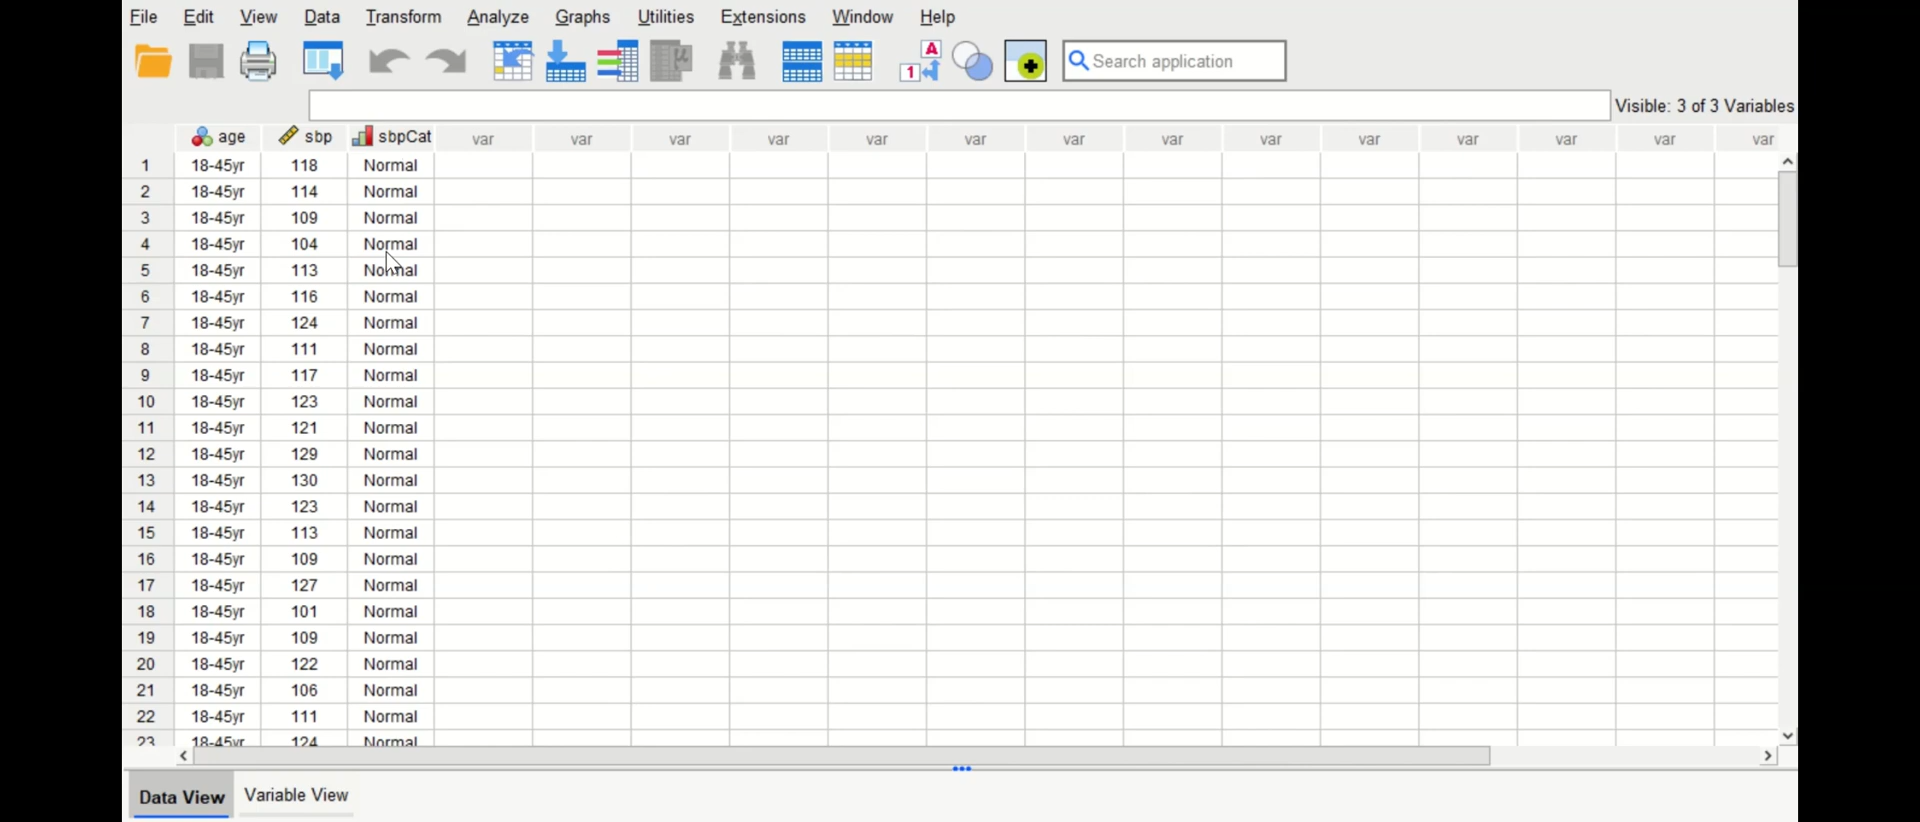 File Edit View Data Transform Analyze Graphs Utilities Extensions Window Help
A
1
Search application
Visible: 3 of 3 Variables
age sbp sbpCat var var var var var var var var var var var var var var
1 18-45yr 118 Normal
2 18-45yr 114 Normal
3 18-45yr 109 Normal
4 18-45yr 104 Normal
5 18-45yr 113 Normal
6 18-45yr 116 Normal
7 18-45yr 124 Normal
8 18-45yr 111 Normal
9 18-45yr 117 Normal
10 18-45yr 123 Normal
11 18-45yr 121 Normal
12 18-45yr 129 Normal
13 18-45yr 130 Normal
14 18-45yr 123 Normal
15 18-45yr 113 Normal
16 18-45yr 109 Normal
17 18-45yr 127 Normal
18 18-45yr 101 Normal
19 18-45yr 109 Normal
20 18-45yr 122 Normal
21 18-45yr 106 Normal
22 18-45yr 111 Normal
23 18-45yr 124 Normal
Data View Variable View